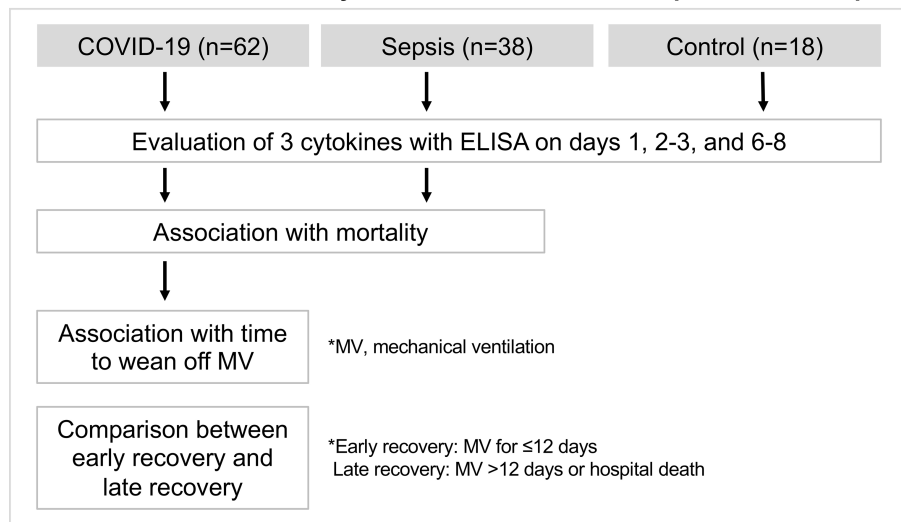 COVID-19 (n=62)
Sepsis (n=38)
Control (n=18)
Evaluation of 3 cytokines with ELISA on days 1, 2-3, and 6-8
Association with mortality
Association with time
to wean off MV
*MV, mechanical ventilation
Comparison between
early recovery and
late recovery
*Early recovery: MV for ≤12 days
Late recovery: MV >12 days or hospital death